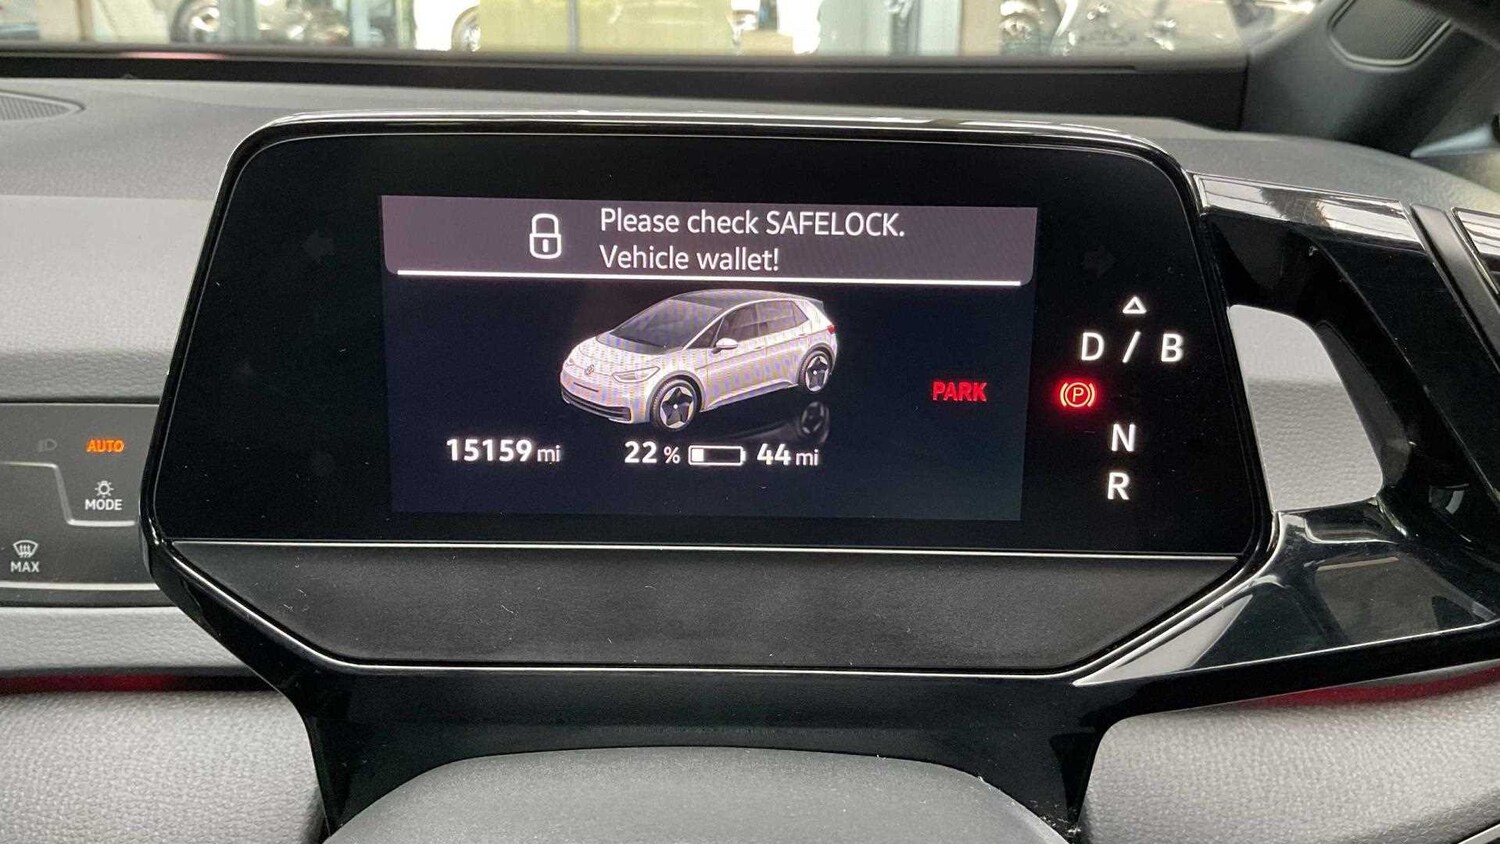 Please check SAFELOCK.
Vehicle wallet!
D / B
AUTO
PARK
P
N
15159 mi 22 % 44 mi
R
MODE
MAX